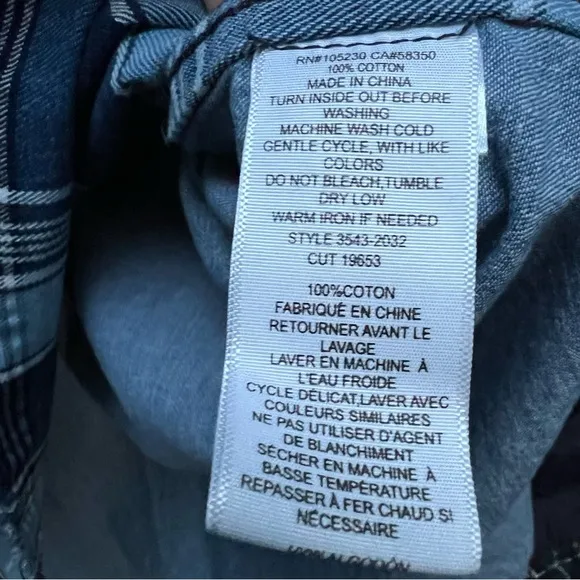 RN#105230 CA#58350
100% COTTON
MADE IN CHINA
TURN INSIDE OUT BEFORE
WASHING
MACHINE WASH COLD
GENTLE CYCLE, WITH LIKE
COLORS
DO NOT BLEACH,TUMBLE
DRY LOW
WARM IRON IF NEEDED
STYLE 3543-2032
CUT 19653
100%COTON
FABRIQUÉ EN CHINE
RETOURNER AVANT LE
LAVAGE
LAVER EN MACHINE À
L'EAU FROIDE
CYCLE DÉLICAT,LAVER AVEC
COULEURS SIMILAIRES
NE PAS UTILISER D'AGENT
DE BLANCHIMENT
SÉCHER EN MACHINE À
BASSE TEMPÉRATURE
REPASSER À FER CHAUD SI
NÉCESSAIRE
100%ALGODÓN